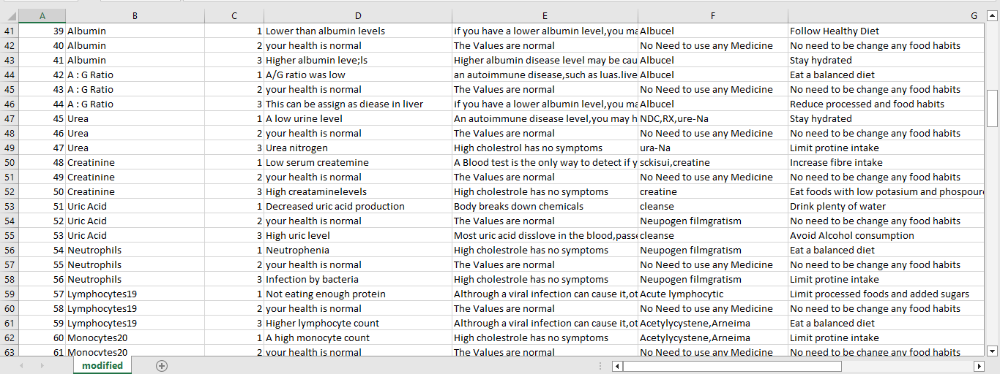 A B C D E F G
41 39 Albumin 1 Lower than albumin levels if you have a lower albumin level,you ma Albucel Follow Healthy Diet
42 40 Albumin 2 your health is normal The Values are normal No Need to use any Medicine No need to be change any food habits
43 41 Albumin 3 Higher albumin leve;ls Higher albumin disease level may be cau Albucel Stay hydrated
44 42 A : G Ratio 1 A/G ratio was low an autoimmune disease,such as luas.live Albucel Eat a balanced diet
45 43 A : G Ratio 2 your health is normal The Values are normal No Need to use any Medicine No need to be change any food habits
46 44 A : G Ratio 3 This can be assign as diease in liver if you have a lower albumin level,you ma Albucel Reduce processed and food habits
47 45 Urea 1 A low urine level An autoimmune disease level,you may h NDC,RX,ure-Na Stay hydrated
48 46 Urea 2 your health is normal The Values are normal No Need to use any Medicine No need to be change any food habits
49 47 Urea 3 Urea nitrogen High cholestrol has no symptoms ura-Na Limit protine intake
50 48 Creatinine 1 Low serum createmine A Blood test is the only way to detect if y sckisui,creatine Increase fibre intake
51 49 Creatinine 2 your health is normal The Values are normal No Need to use any Medicine No need to be change any food habits
52 50 Creatinine 3 High creataminelevels High cholestrole has no symptoms creatine Eat foods with low potasium and phospour
53 51 Uric Acid 1 Decreased uric acid production Body breaks down chemicals cleanse Drink plenty of water
54 52 Uric Acid 2 your health is normal The Values are normal Neupogen filmgratism No need to be change any food habits
55 53 Uric Acid 3 High uric level Most uric acid disslove in the blood,passe cleanse Avoid Alcohol consumption
56 54 Neutrophils 1 Neutrophenia High cholestrole has no symptoms Neupogen filmgratism Eat a balanced diet
57 55 Neutrophils 2 your health is normal The Values are normal No Need to use any Medicine No need to be change any food habits
58 56 Neutrophils 3 Infection by bacteria High cholestrole has no symptoms Neupogen filmgratism Limit protine intake
59 57 Lymphocytes19 1 Not eating enough protein Althrough a viral infection can cause it,ot Acute lymphocytic Limit processed foods and added sugars
60 58 Lymphocytes19 2 your health is normal The Values are normal No Need to use any Medicine No need to be change any food habits
61 59 Lymphocytes19 3 Higher lymphocyte count Althrough a viral infection can cause it,ot Acetylycystene,Arneima Eat a balanced diet
62 60 Monocytes20 1 A high monocyte count High cholestrole has no symptoms Acetylycystene,Arneima Limit protine intake
63 61 Monocytes20 2 your health is normal The Values are normal No Need to use any Medicine No need to be change any food habits
modified